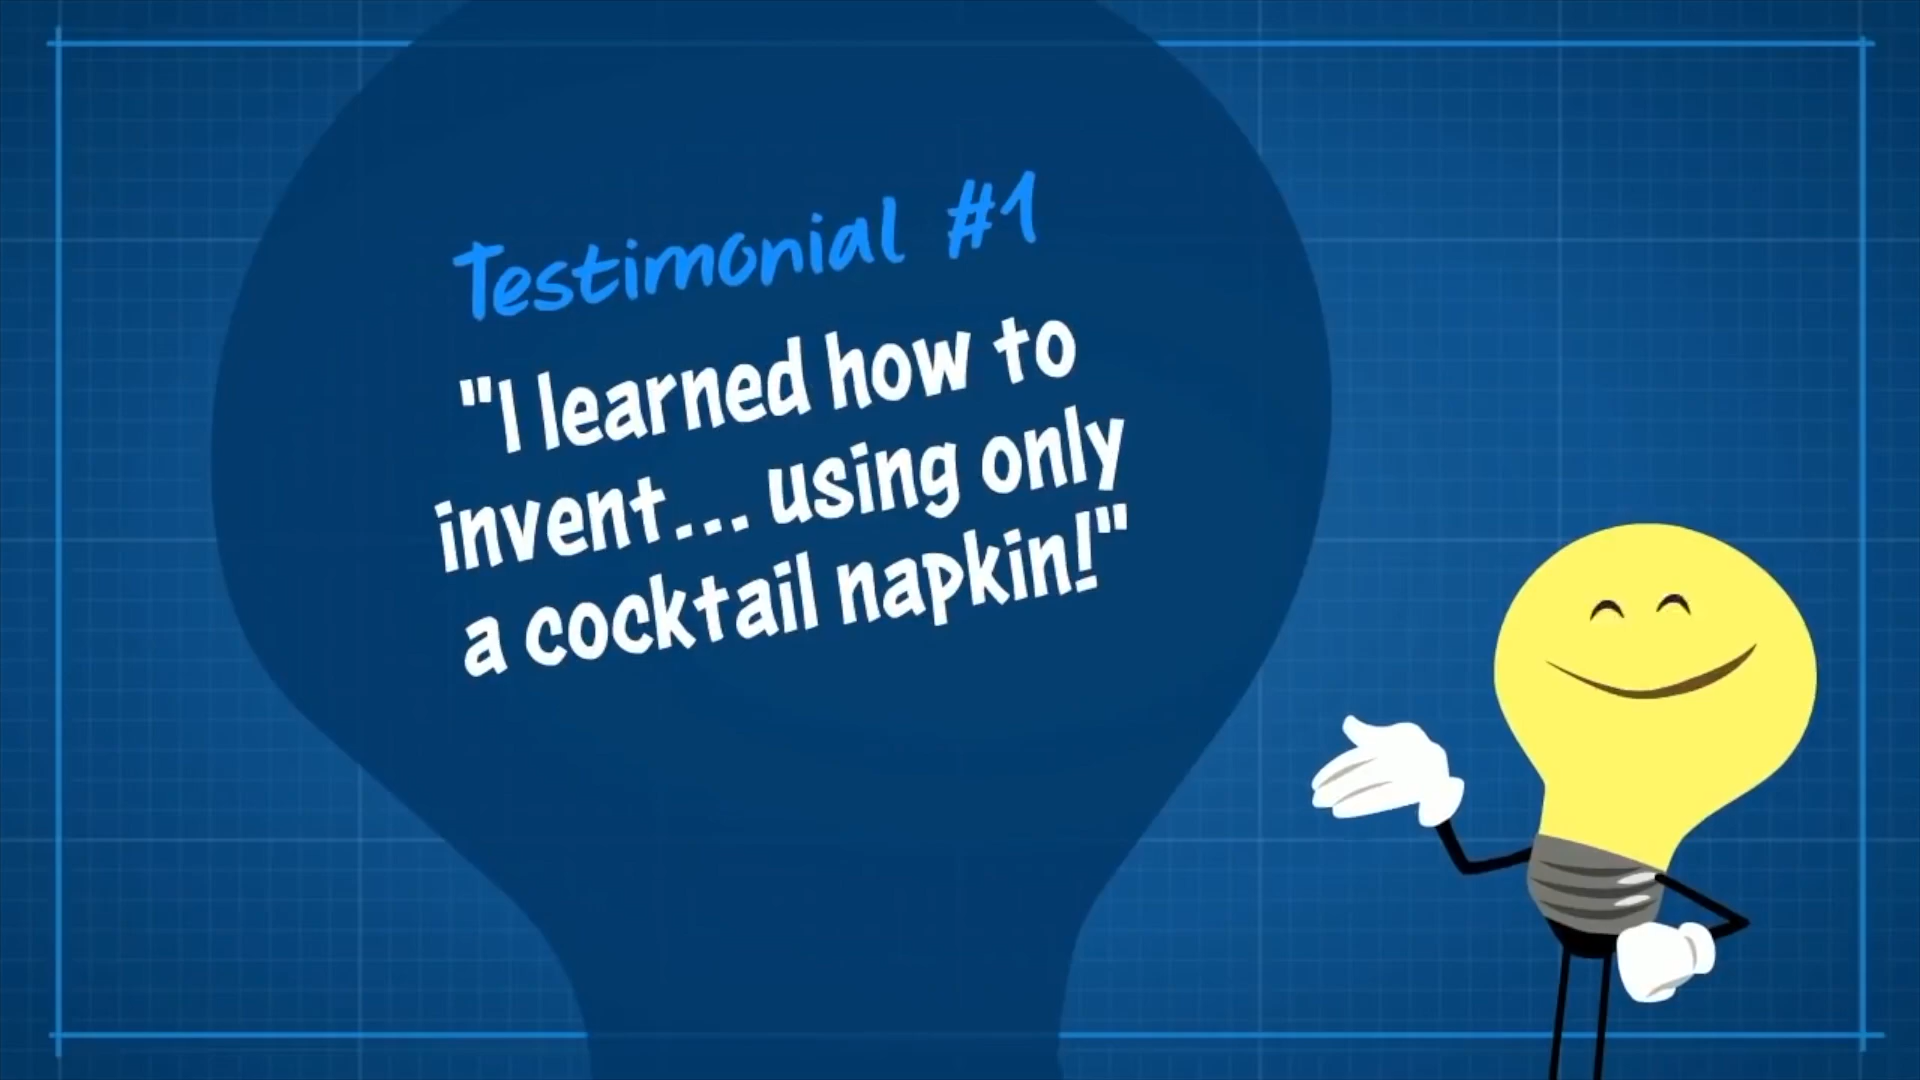 Testimonial #1
"I learned how to
invent... using only
a cocktail napkin!"